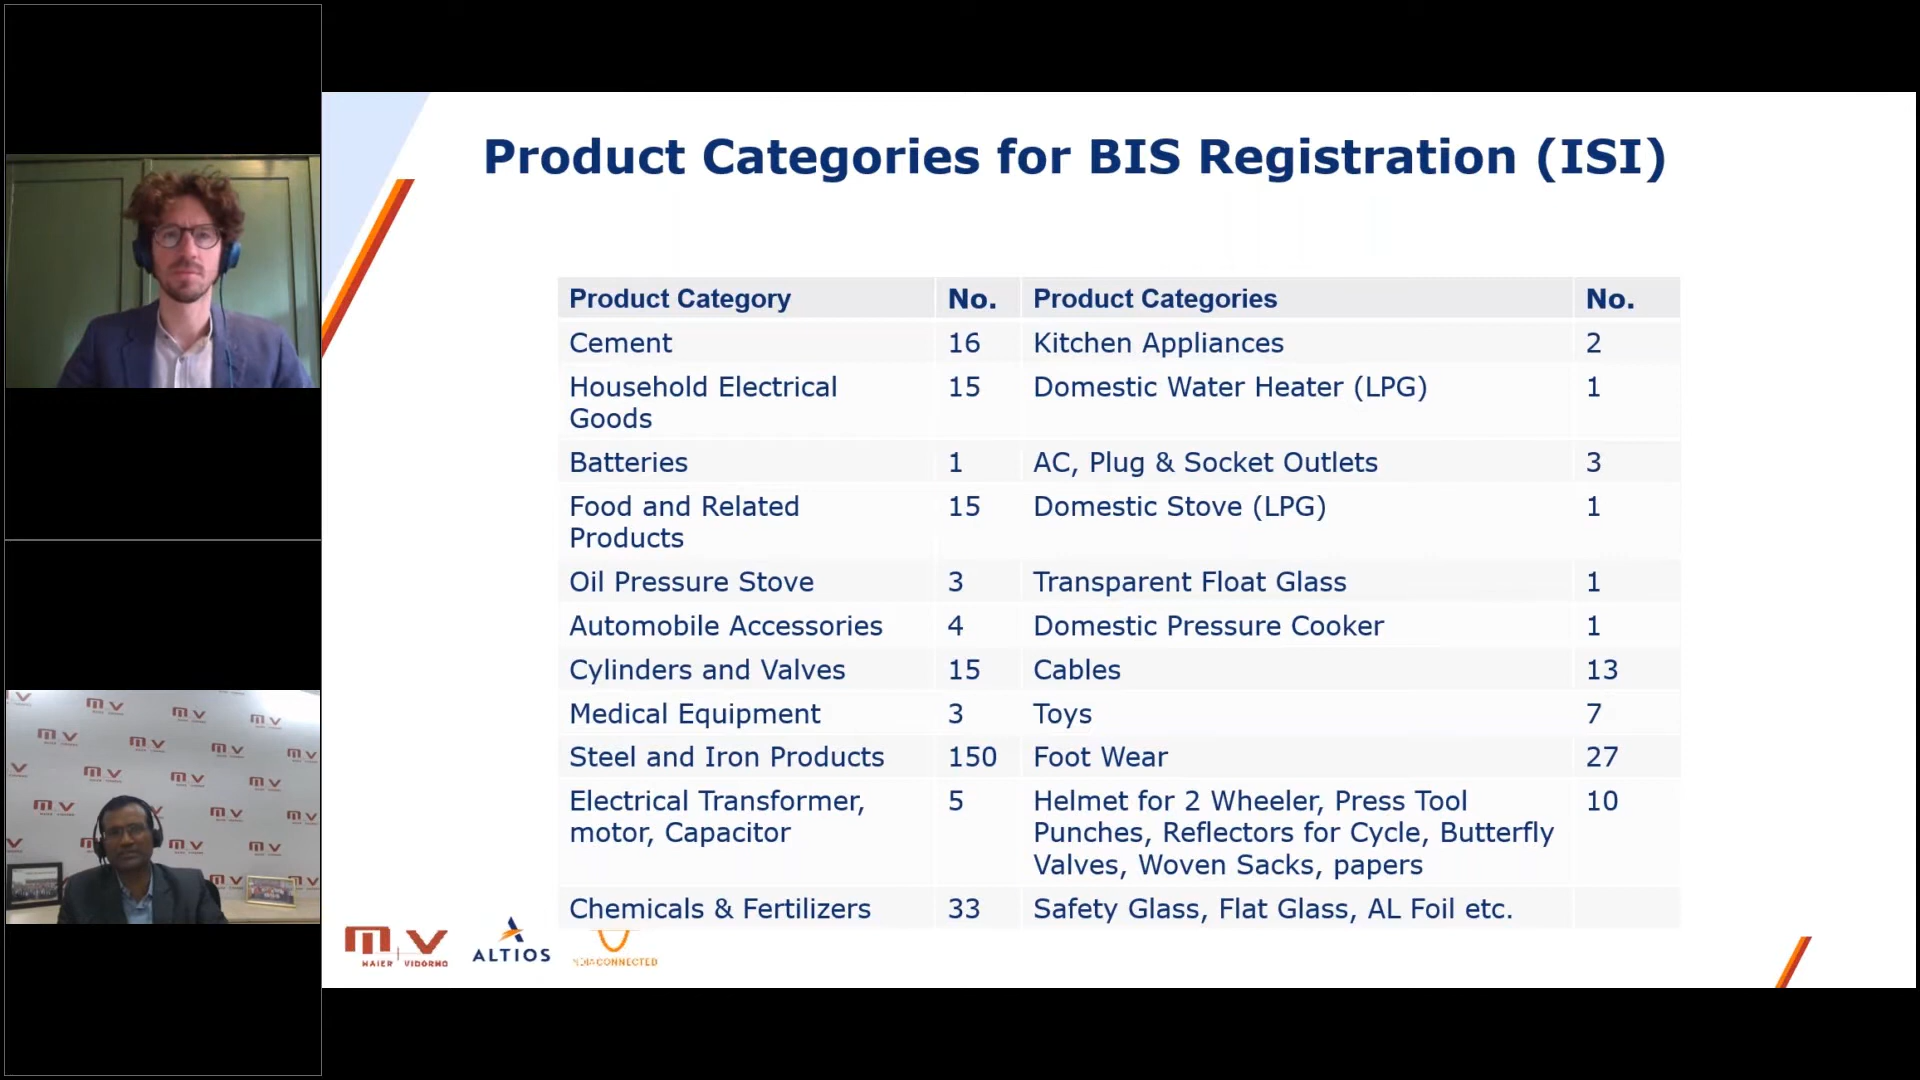 Product Categories for BIS Registration (ISI)
Product Category No. Product Categories No.
Cement 16 Kitchen Appliances 2
Household Electrical 15 Domestic Water Heater (LPG) 1
Goods
Batteries 1 AC, Plug & Socket Outlets 3
Food and Related 15 Domestic Stove (LPG) 1
Products
Oil Pressure Stove 3 Transparent Float Glass 1
Automobile Accessories 4 Domestic Pressure Cooker 1
Cylinders and Valves 15 Cables 13
Medical Equipment 3 Toys 7
Steel and Iron Products 150 Foot Wear 27
Electrical Transformer, 5 Helmet for 2 Wheeler, Press Tool 10
motor, Capacitor Punches, Reflectors for Cycle, Butterfly
Valves, Woven Sacks, papers
Chemicals & Fertilizers 33 Safety Glass, Flat Glass, AL Foil etc.
M V
MAIER VIDORNO
ALTIOS
CONNECTED